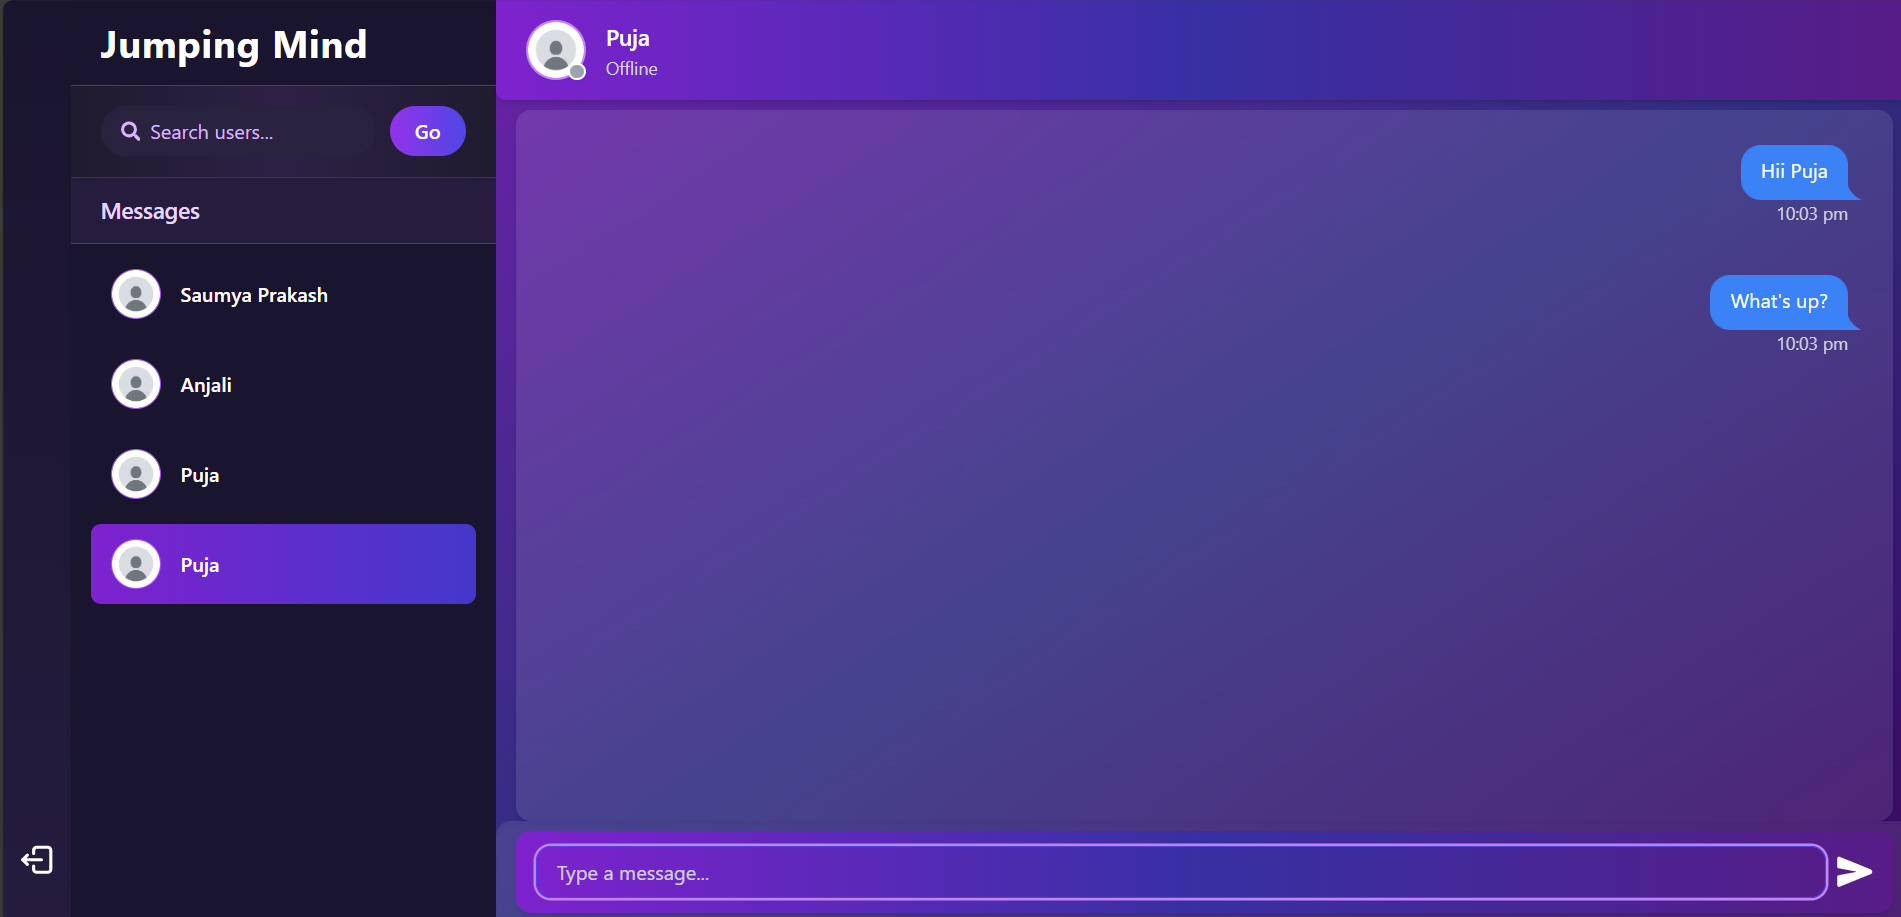 Jumping Mind
Search users...
Go
Messages
Saumya Prakash
Anjali
Puja
Puja
Puja
Offline
Hii Puja
10:03 pm
What's up?
10:03 pm
Type a message...